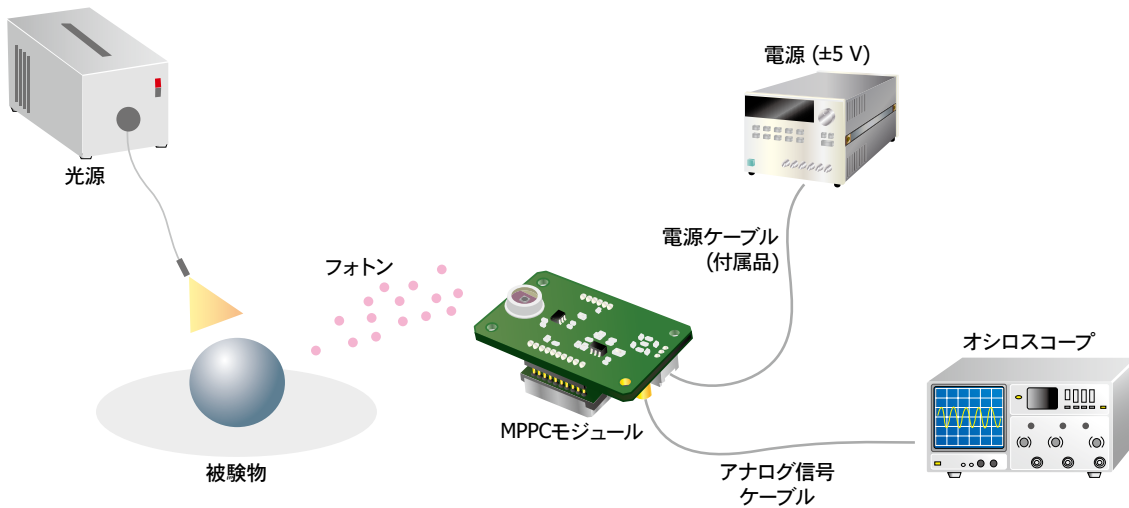 電源 (±5 V)
光源
電源ケーブル
(付属品)
フォトン
オシロスコープ
MPPCモジュール
被験物
アナログ信号
ケーブル